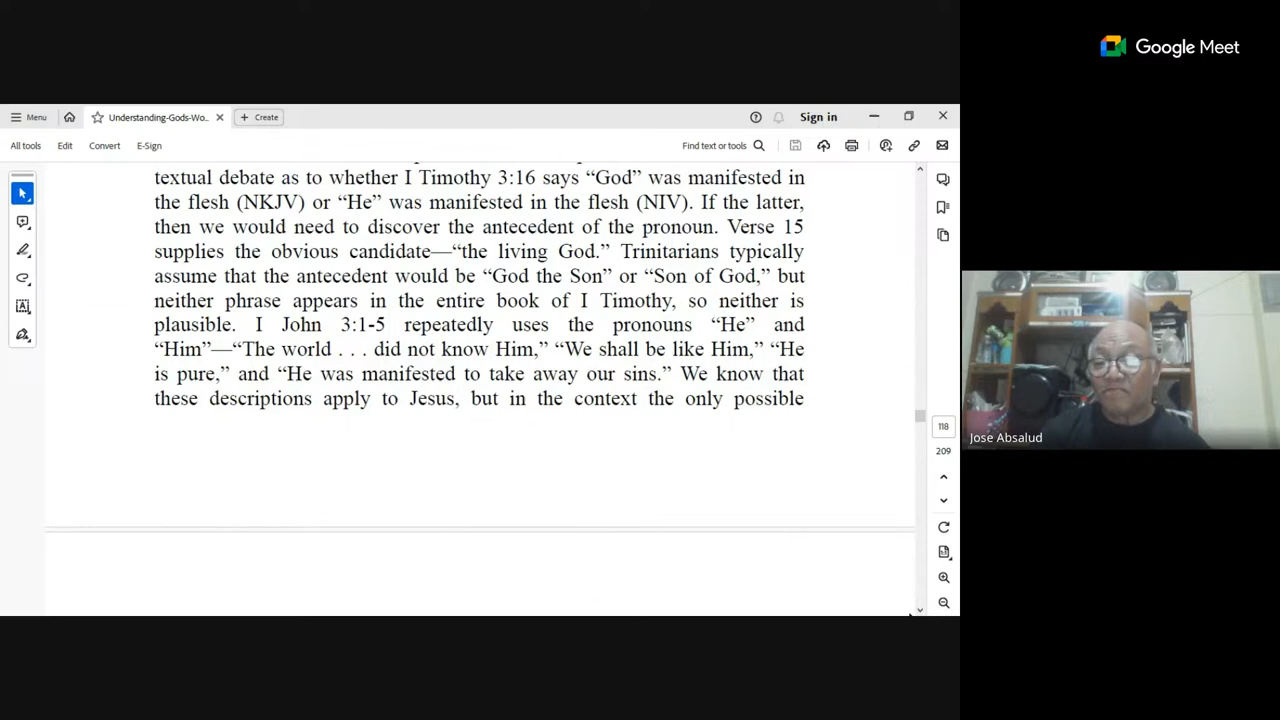 Google Meet
Menu
Understanding-Gods-Wo...
Create
Sign in
All tools
Edit
Convert
E-Sign
Find text or tools
textual debate as to whether I Timothy 3:16 says “God” was manifested in
the flesh (NKJV) or “He” was manifested in the flesh (NIV). If the latter,
then we would need to discover the antecedent of the pronoun. Verse 15
supplies the obvious candidate—“the living God.” Trinitarians typically
assume that the antecedent would be “God the Son” or “Son of God,” but
neither phrase appears in the entire book of I Timothy, so neither is
plausible. I John 3:1-5 repeatedly uses the pronouns “He” and
“Him”—“The world . . . did not know Him,” “We shall be like Him,” “He
is pure,” and “He was manifested to take away our sins.” We know that
these descriptions apply to Jesus, but in the context the only possible
118
209
Jose Absalud